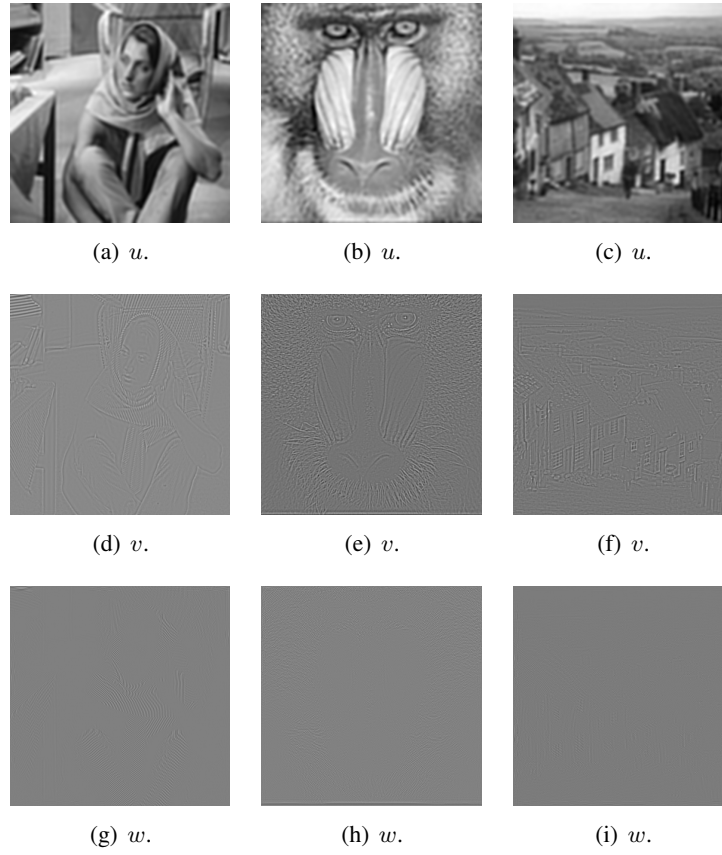 (a) u.
(b) u.
(c) u.
(d) v.
(e) v.
(f) v.
(g) w.
(h) w.
(i) w.